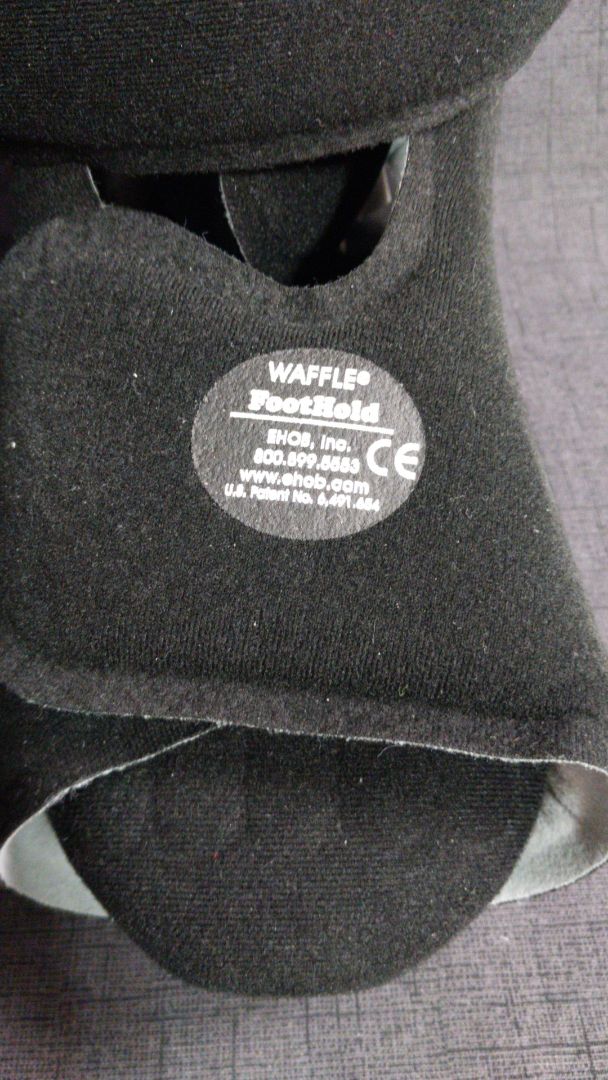 WAFFLE®
FootHold
EHOB, Inc.
800.899.5553
www.ehob.com
U.S. Patent No. 6,491,654
CE